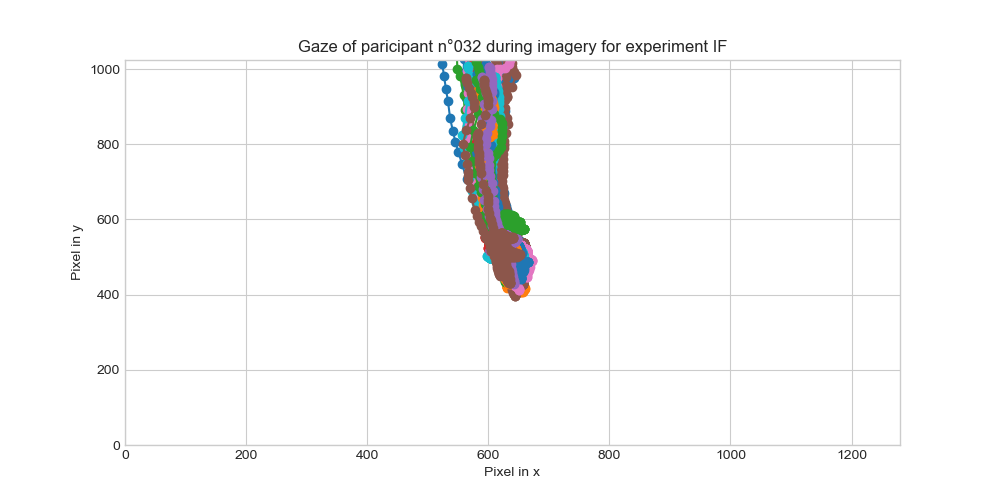 Gaze of paricipant n°032 during imagery for experiment IF
1000
800
600
400
200
0
Pixel in y
0 200 400 600 800 1000 1200
Pixel in x